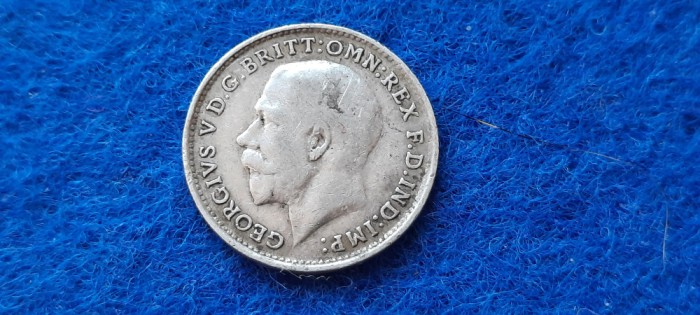 GEORGIVS V D.G.BRITT:OMN:REX F.D:IND:IMP: